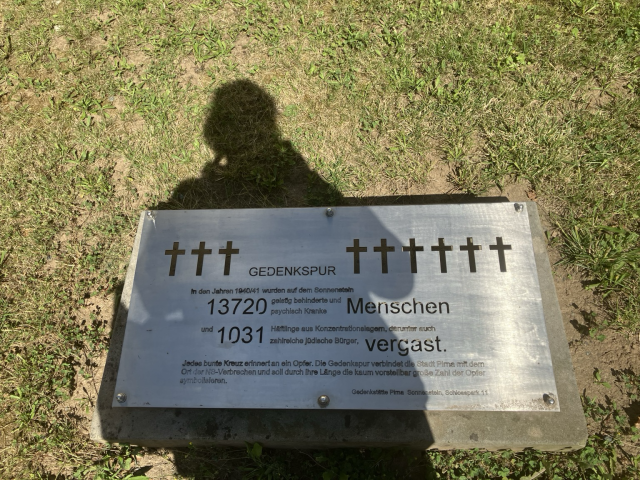 GEDENKSPUR
In den Jahren 1940/41 wurden auf dem Sonnenstein
13720 geistig behinderte und psychisch Kranke Menschen
und 1031 Häftlinge aus Konzentrationslagern, darunter auch zahlreiche jüdische Bürger, vergast.
Jedes bunte Kreuz erinnert an ein Opfer. Die Gedenkspur verbindet die Stadt Pirna mit dem
Ort der NS-Verbrechen und soll durch ihre Länge die kaum vorstellbar große Zahl der Opfer
symbolisieren.
Gedenkstätte Pirna Sonnenstein, Schlosspark 11